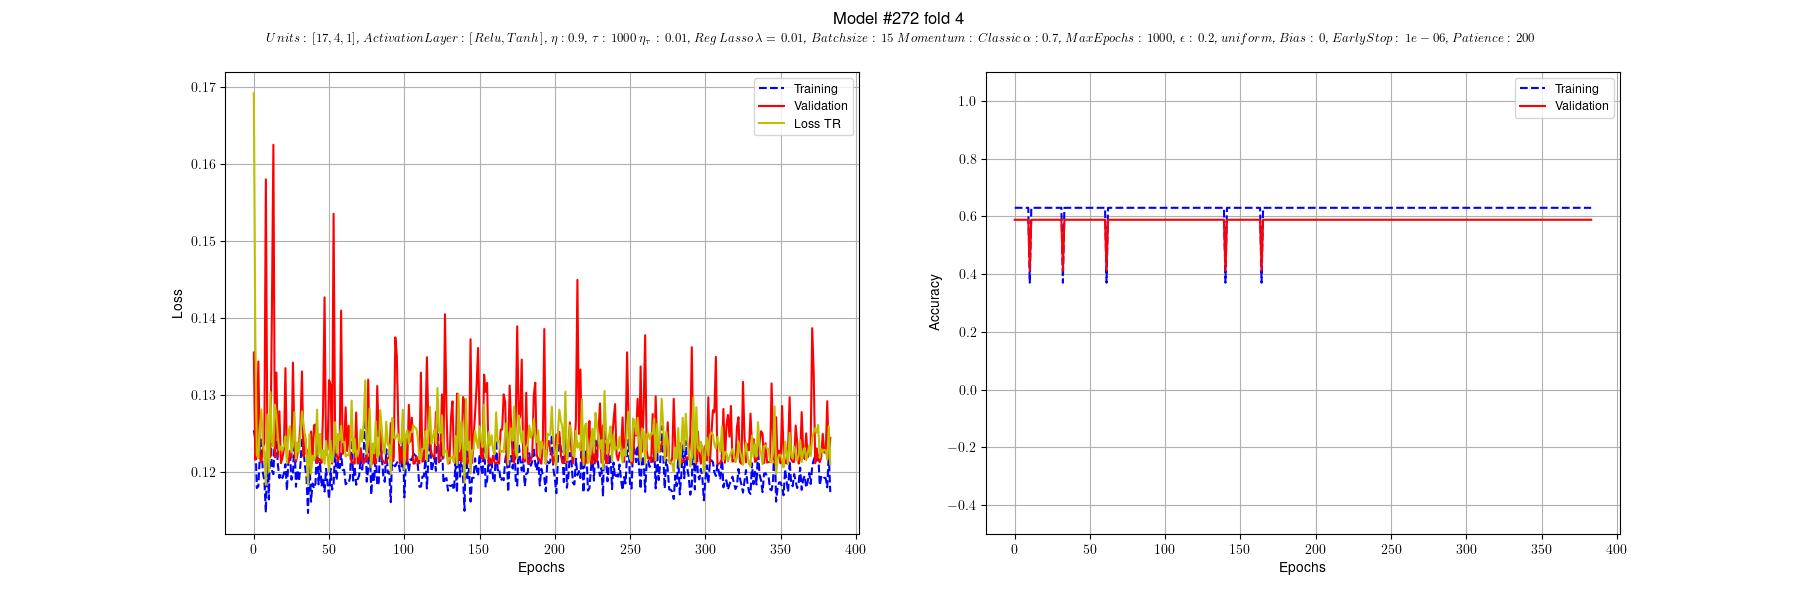 Model #272 fold 4
Units : [17, 4, 1], ActivationLayer : [Relu, Tanh], η : 0.9, τ : 1000 ητ : 0.01, Reg Lasso λ = 0.01, Batchsize : 15 Momentum : Classic α : 0.7, MaxEpochs : 1000, ϵ : 0.2, uniform, Bias : 0, EarlyStop : 1e − 06, Patience : 200
Training
Validation
Loss TR
0.17
0.16
0.15
0.14
0.13
0.12
Loss
0 50 100 150 200 250 300 350 400
Epochs
Training
Validation
1.0
0.8
0.6
0.4
0.2
0.0
−0.2
−0.4
Accuracy
0 50 100 150 200 250 300 350 400
Epochs